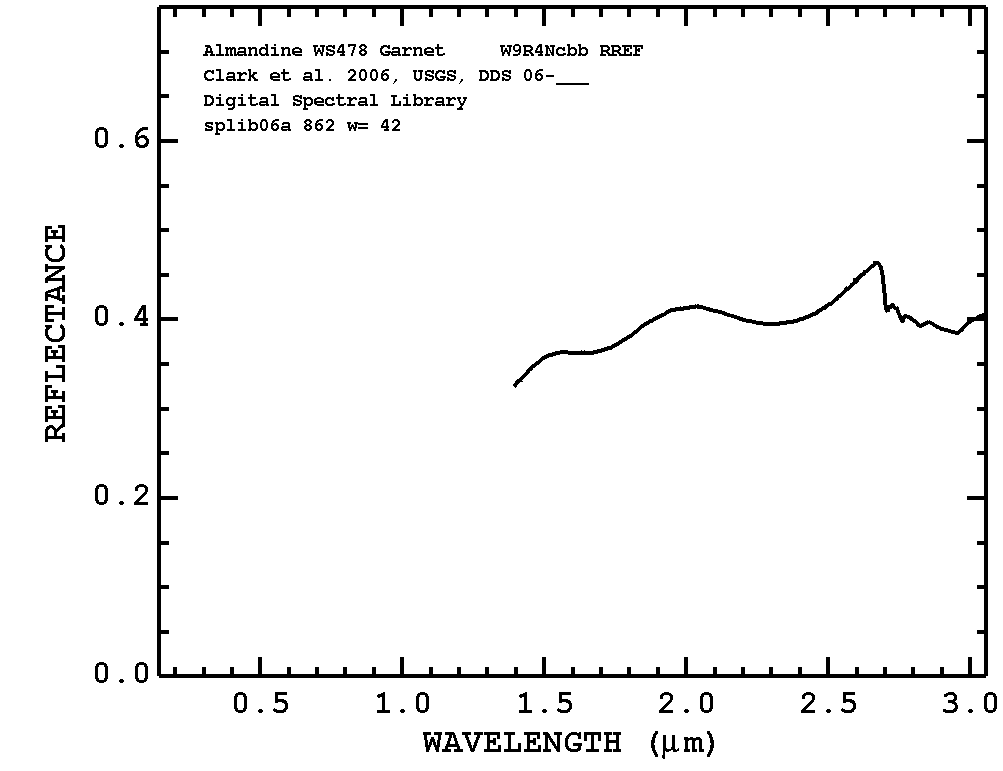 Almandine WS478 Garnet W9R4Ncbb RREF
Clark et al. 2006, USGS, DDS 06-___
Digital Spectral Library
splib06a 862 w= 42
0.6
0.4
0.2
0.0
REFLECTANCE
0.5 1.0 1.5 2.0 2.5 3.0
WAVELENGTH (μm)